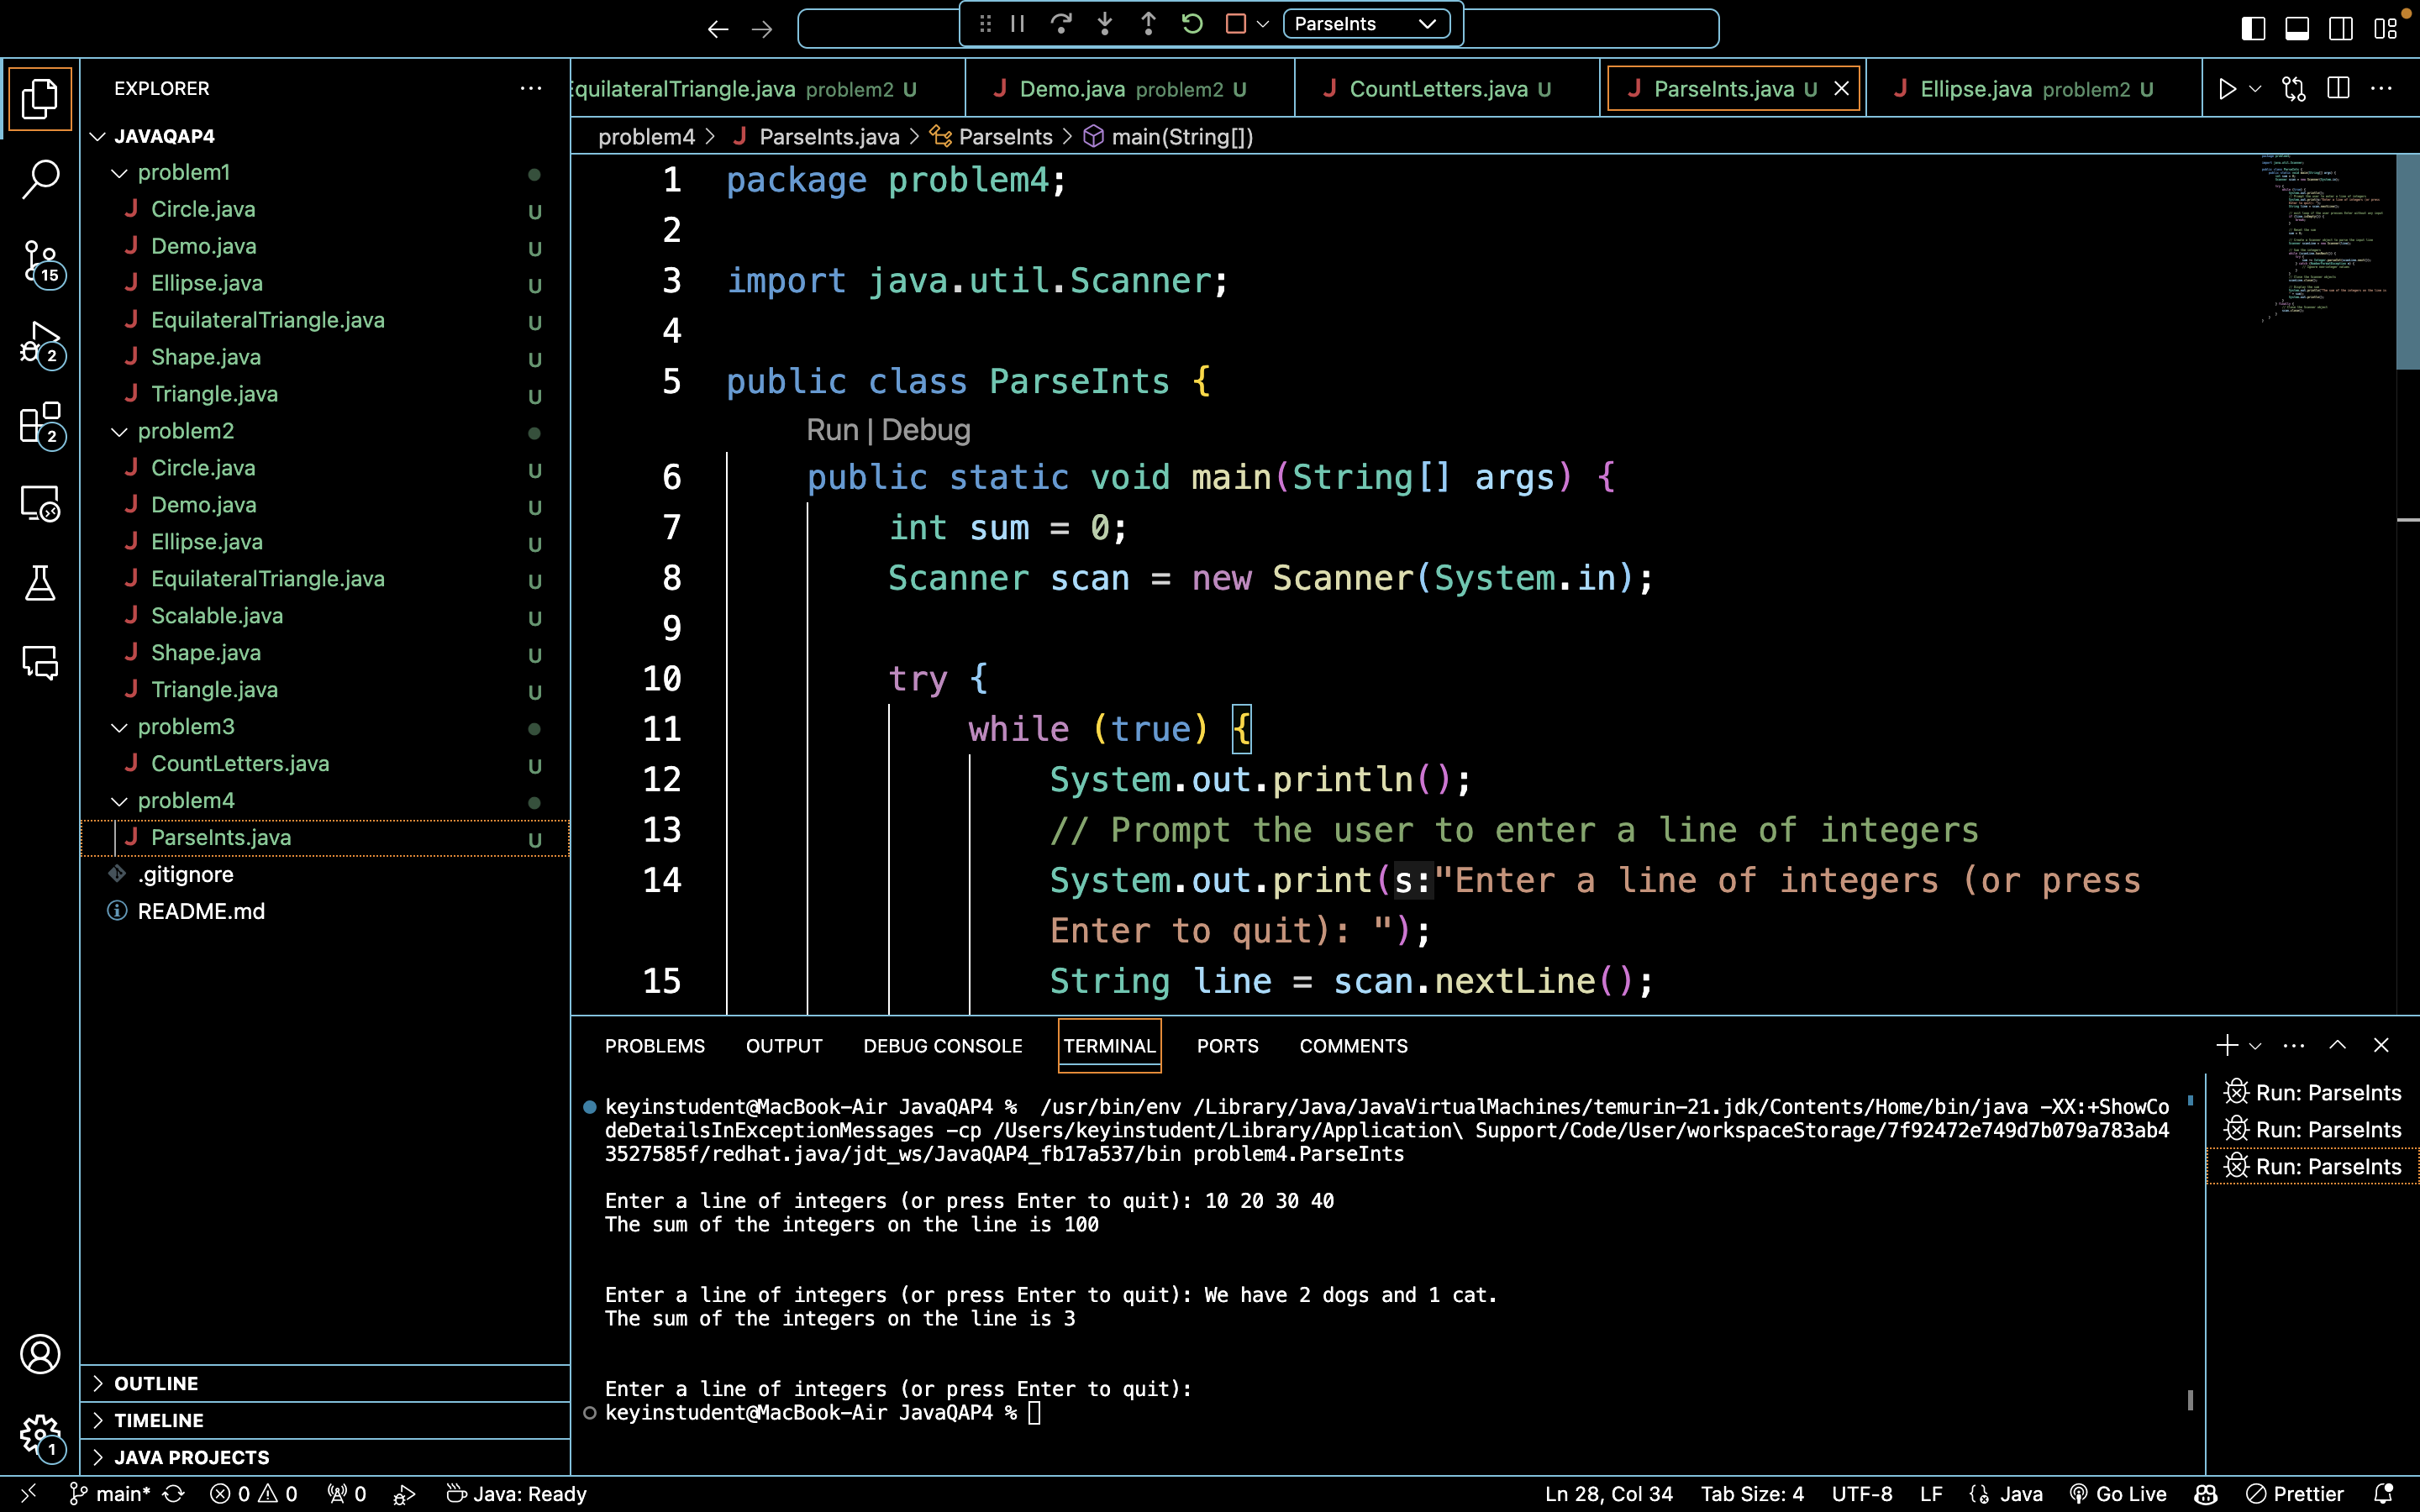 ParseInts
EXPLORER
JAVAQAP4
problem1
Circle.java U
Demo.java U
Ellipse.java U
EquilateralTriangle.java U
Shape.java U
Triangle.java U
problem2
Circle.java U
Demo.java U
Ellipse.java U
EquilateralTriangle.java U
Scalable.java U
Shape.java U
Triangle.java U
problem3
CountLetters.java U
problem4
ParseInts.java U
.gitignore
README.md
OUTLINE
TIMELINE
JAVA PROJECTS
15
2
2
1
quilateralTriangle.java problem2 U
Demo.java problem2 U
CountLetters.java U
ParseInts.java U
Ellipse.java problem2 U
problem4 > ParseInts.java > ParseInts > main(String[])
1 package problem4;
2
3 import java.util.Scanner;
4
5 public class ParseInts {
Run | Debug
6 public static void main(String[] args) {
7 int sum = 0;
8 Scanner scan = new Scanner(System.in);
9
10 try {
11 while (true) {
12 System.out.println();
13 // Prompt the user to enter a line of integers
14 System.out.print(s:"Enter a line of integers (or press
Enter to quit): ");
15 String line = scan.nextLine();
PROBLEMS OUTPUT DEBUG CONSOLE TERMINAL PORTS COMMENTS
keyinstudent@MacBook-Air JavaQAP4 %  /usr/bin/env /Library/Java/JavaVirtualMachines/temurin-21.jdk/Contents/Home/bin/java -XX:+ShowCo
deDetailsInExceptionMessages -cp /Users/keyinstudent/Library/Application\ Support/Code/User/workspaceStorage/7f92472e749d7b079a783ab4
3527585f/redhat.java/jdt_ws/JavaQAP4_fb17a537/bin problem4.ParseInts
Enter a line of integers (or press Enter to quit): 10 20 30 40
The sum of the integers on the line is 100
Enter a line of integers (or press Enter to quit): We have 2 dogs and 1 cat.
The sum of the integers on the line is 3
Enter a line of integers (or press Enter to quit):
keyinstudent@MacBook-Air JavaQAP4 %
Run: ParseInts
Run: ParseInts
Run: ParseInts
main* 0 0 0 Java: Ready Ln 28, Col 34 Tab Size: 4 UTF-8 LF Java Go Live Prettier